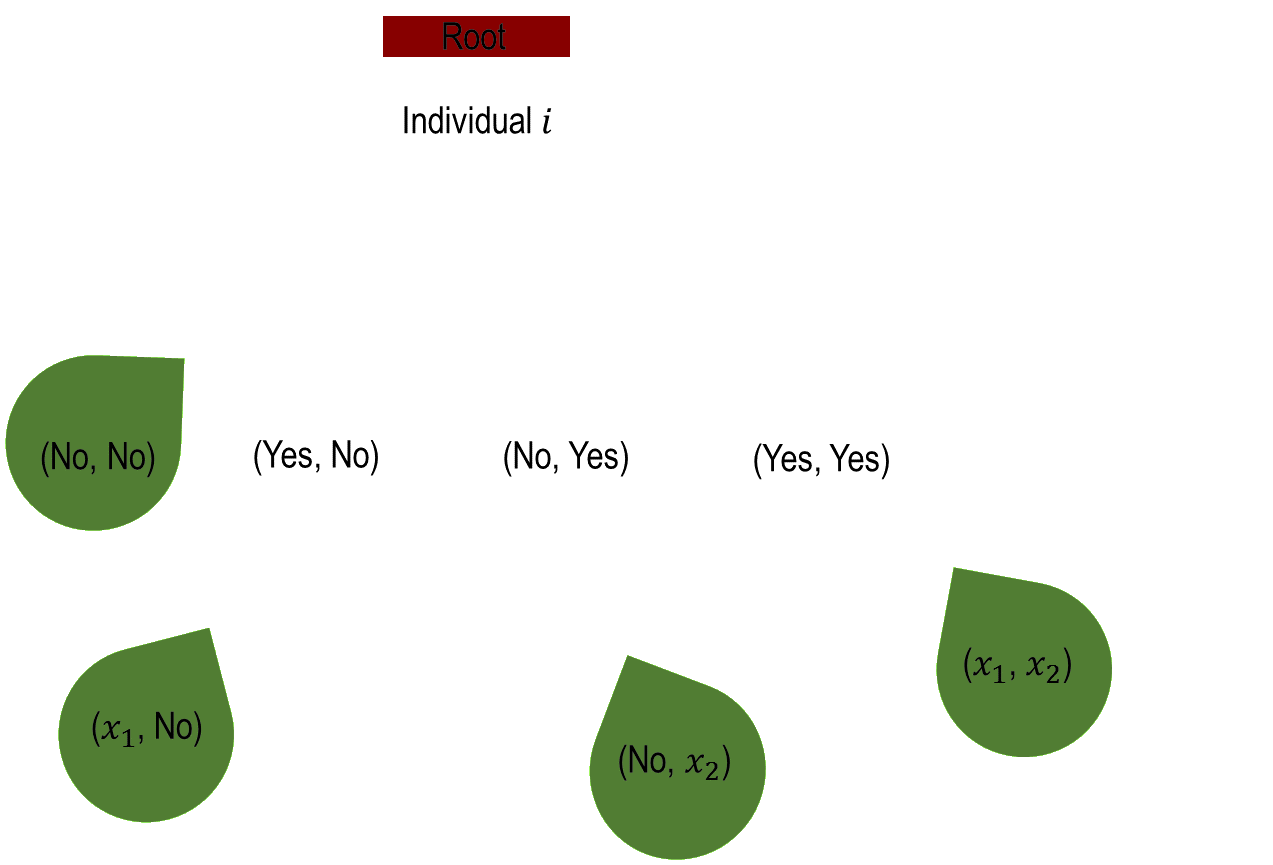 Root
Individual 𝑖
(No, No)
(Yes, No)
(No, Yes)
(Yes, Yes)
(𝑥₁, 𝑥₂)
(𝑥₁, No)
(No, 𝑥₂)